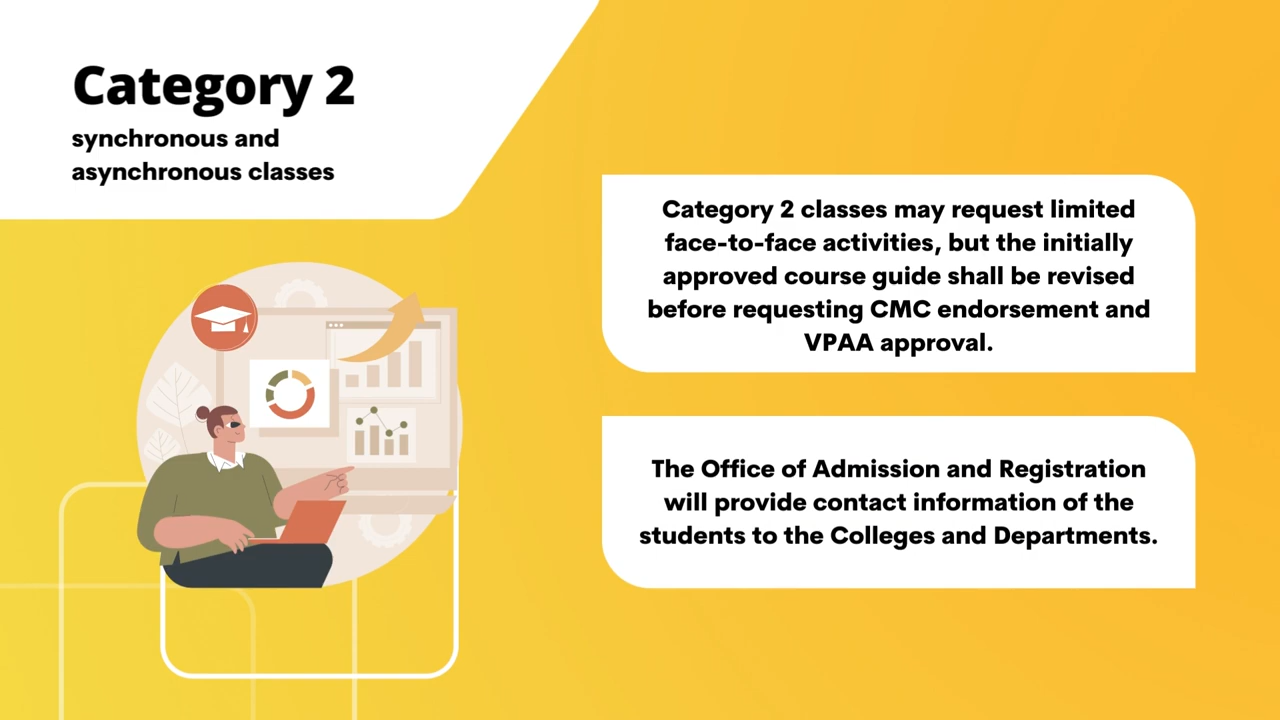 Category 2
synchronous and
asynchronous classes
Category 2 classes may request limited
face-to-face activities, but the initially
approved course guide shall be revised
before requesting CMC endorsement and
VPAA approval.
The Office of Admission and Registration
will provide contact information of the
students to the Colleges and Departments.